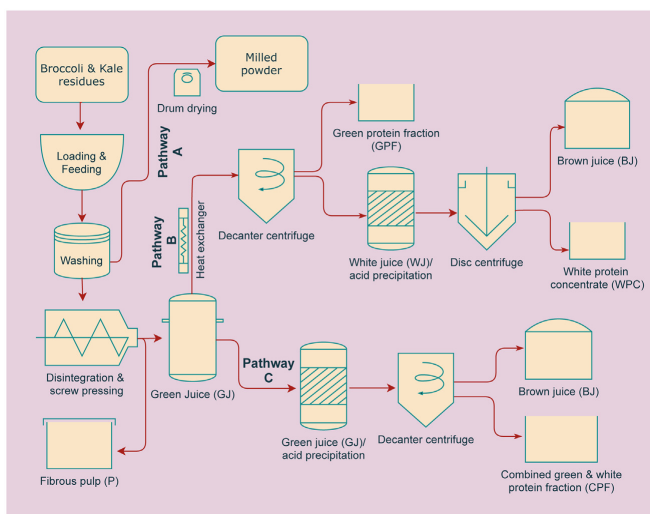 Broccoli & Kale
residues
Milled
powder
Drum drying
Loading &
Feeding
Pathway
A
Washing
Green protein fraction
(GPF)
Brown juice (BJ)
Pathway
B
Heat exchanger
Decanter centrifuge
White juice (WJ)/
acid precipitation
Disc centrifuge
White protein
concentrate (WPC)
Disintegration &
screw pressing
Green Juice (GJ)
Pathway
C
Green juice (GJ)/
acid precipitation
Decanter centrifuge
Brown juice (BJ)
Fibrous pulp (P)
Combined green & white
protein fraction (CPF)